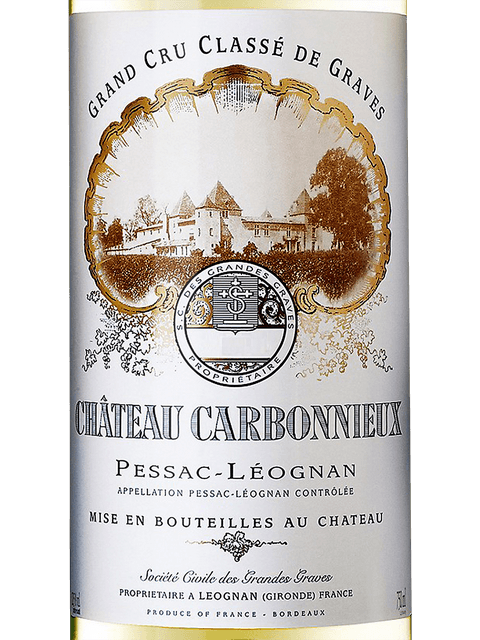 GRAND CRU CLASSÉ DE GRAVES
S.C. DES GRANDES GRAVES
PROPRIÉTAIRE
CHÂTEAU CARBONNIEUX
PESSAC-LÉOGNAN
APPELLATION PESSAC-LÉOGNAN CONTRÔLÉE
MISE EN BOUTEILLES AU CHATEAU
Société Civile des Grandes Graves
PROPRIETAIRE A LEOGNAN (GIRONDE) FRANCE
PRODUCE OF FRANCE - BORDEAUX